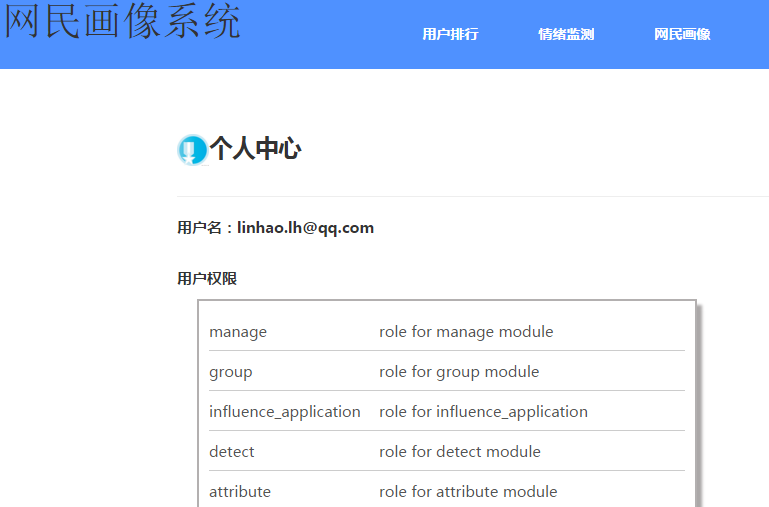 网民画像系统
用户排行 情绪监测 网民画像
个人中心
用户名：linhao.lh@qq.com
用户权限
manage role for manage module
group role for group module
influence_application role for influence_application
detect role for detect module
attribute role for attribute module